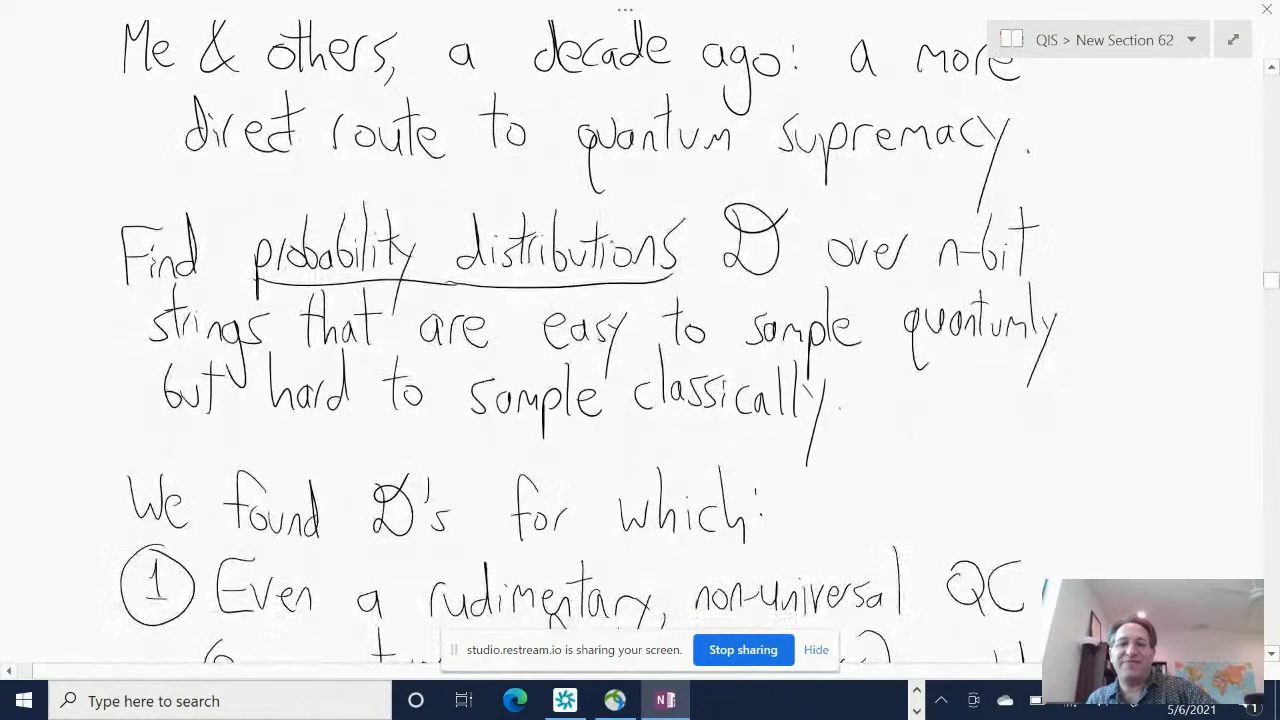 QIS > New Section 62
Me & others, a decade ago: a more
direct route to quantum supremacy.
Find probability distributions D over n-bit
strings that are easy to sample quantumly
but hard to sample classically.
We found D's for which:
1 Even a rudimentary, non-universal QC
studio.restream.io is sharing your screen.
Stop sharing
Hide
Type here to search
5/6/2021